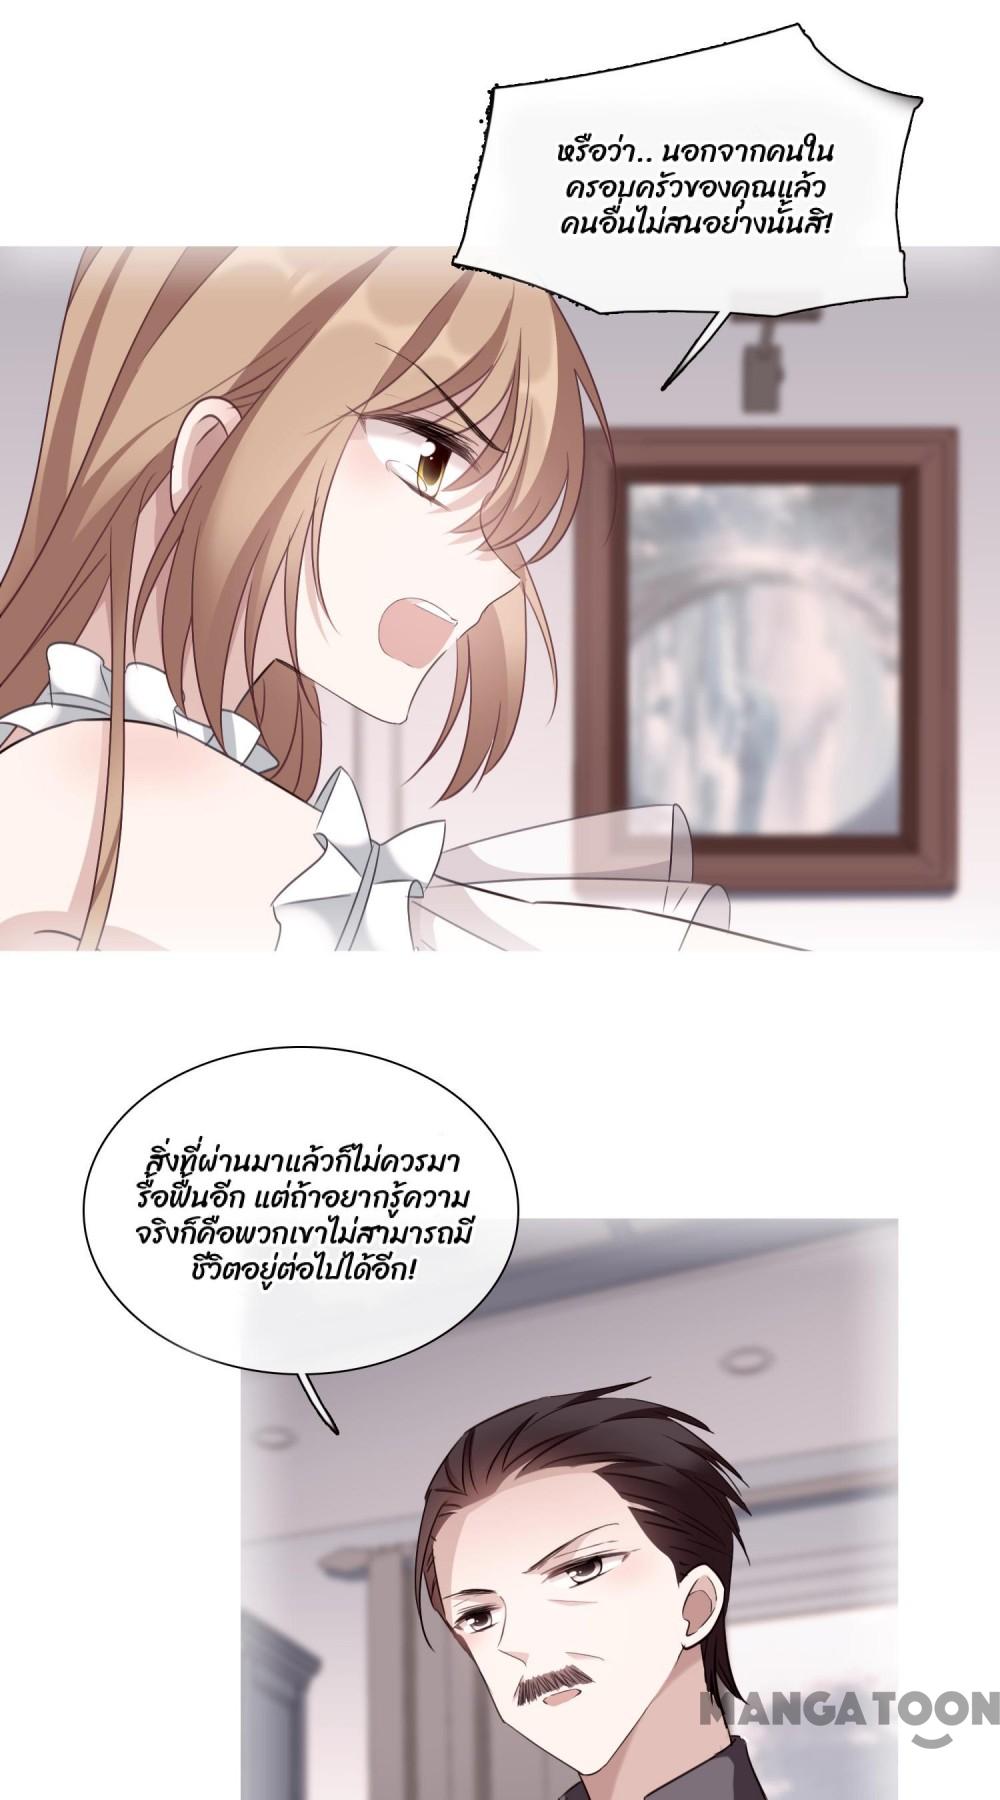 หรือว่า.. นอกจากคนใน
ครอบครัวของคุณแล้ว
คนอื่นไม่สนอย่างนั้นสิ!
สิ่งที่ผ่านมาแล้วก็ไม่ควรมา
รื้อฟื้นอีก แต่ถ้าอยากรู้ความ
จริงก็คือพวกเขาไม่สามารถมี
ชีวิตอยู่ต่อไปได้อีก!
MANGATOON